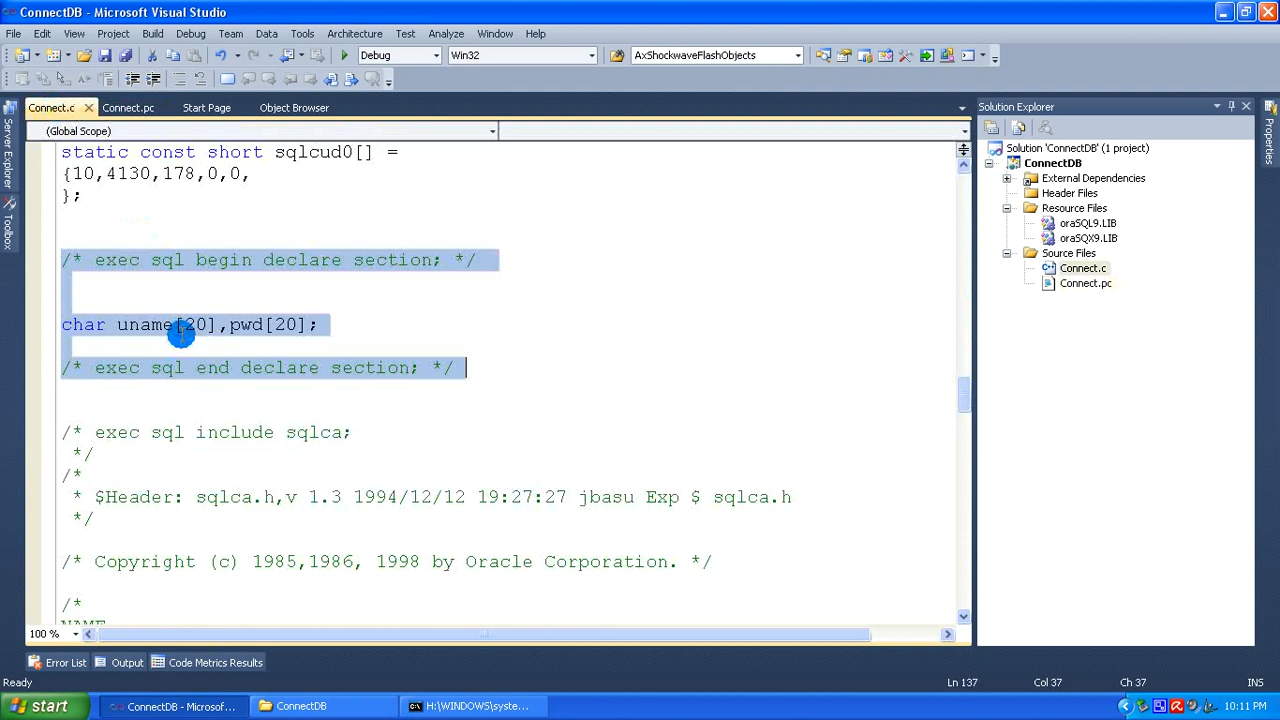 ConnectDB - Microsoft Visual Studio
File Edit View Project Build Debug Team Data Tools Architecture Test Analyze Window Help
Debug Win32 AxShockwaveFlashObjects
Connect.c Connect.pc Start Page Object Browser
(Global Scope)
static const short sqlcud0[] =
{10,4130,178,0,0,
};
/* exec sql begin declare section; */
char uname[20],pwd[20];
/* exec sql end declare section; */
/* exec sql include sqlca;
*/
/*
* $Header: sqlca.h,v 1.3 1994/12/12 19:27:27 jbasu Exp $ sqlca.h
*/
/* Copyright (c) 1985,1986, 1998 by Oracle Corporation. */
/*
NAME
100 %
Server Explorer
Toolbox
Solution Explorer
Solution 'ConnectDB' (1 project)
ConnectDB
External Dependencies
Header Files
Resource Files
oraSQL9.LIB
oraSQX9.LIB
Source Files
Connect.c
Connect.pc
Properties
Error List Output Code Metrics Results
Ready Ln 137 Col 37 Ch 37 INS
start ConnectDB - Microsoft... ConnectDB H:\WINDOWS\syste... 10:11 PM